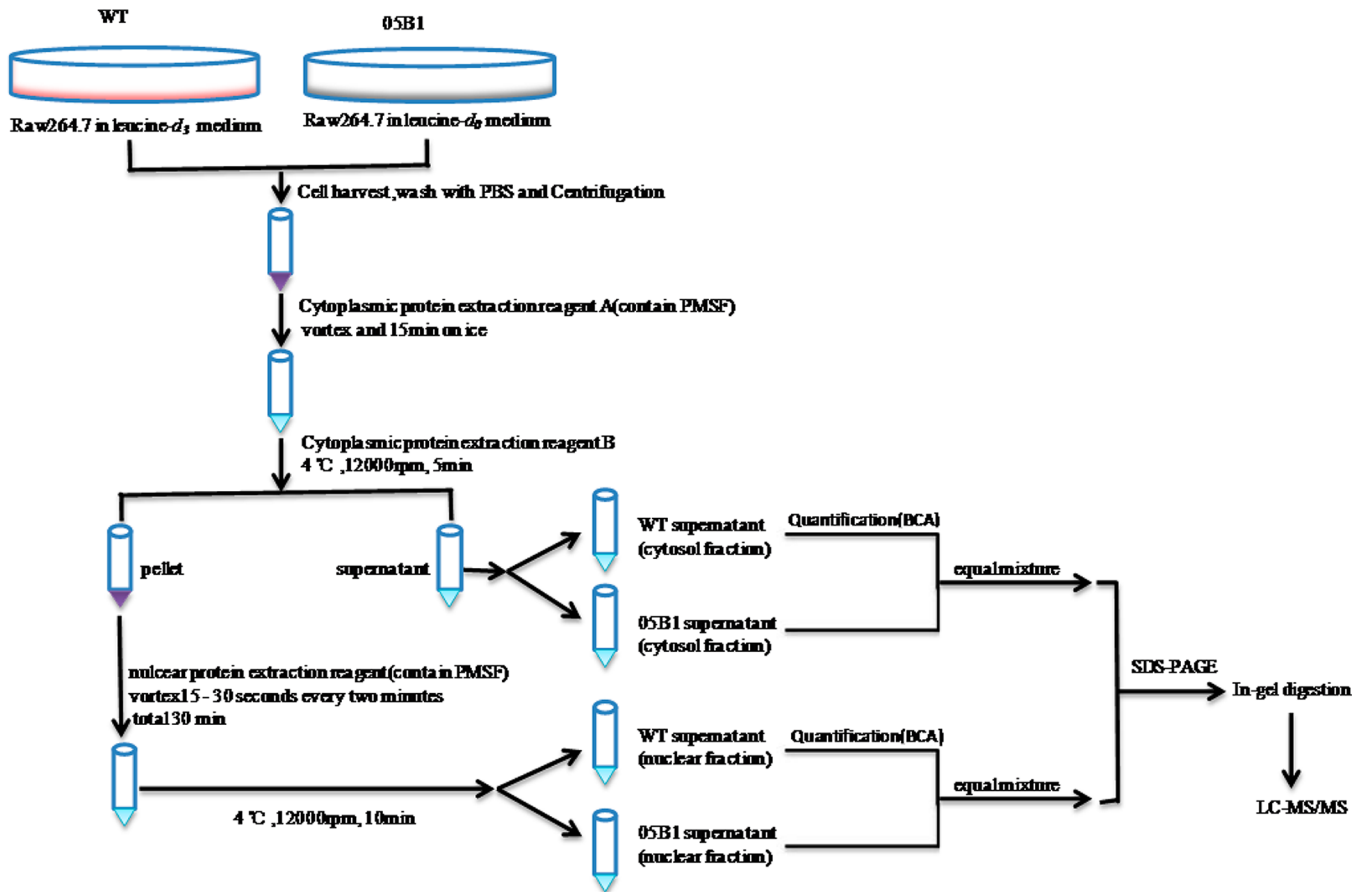 WT
05B1
Raw264.7 in leucine-d3 medium
Raw264.7 in leucine-d0 medium
Cell harvest,wash with PBS and Centrifugation
Cytoplasmic protein extraction reagent A(contain PMSF)
vortex and 15min on ice
Cytoplasmic protein extraction reagent B
4 ℃ ,12000rpm, 5min
pellet
supernatant
WT supernatant
(cytosol fraction)
Quantification(BCA)
equal mixture
05B1 supernatant
(cytosol fraction)
SDS-PAGE
In-gel digestion
LC-MS/MS
nulcear protein extraction reagent(contain PMSF)
vortex15 - 30 seconds every two minutes
total 30 min
4 ℃ ,12000rpm, 10min
WT supernatant
(nuclear fraction)
Quantification(BCA)
equal mixture
05B1 supernatant
(nuclear fraction)